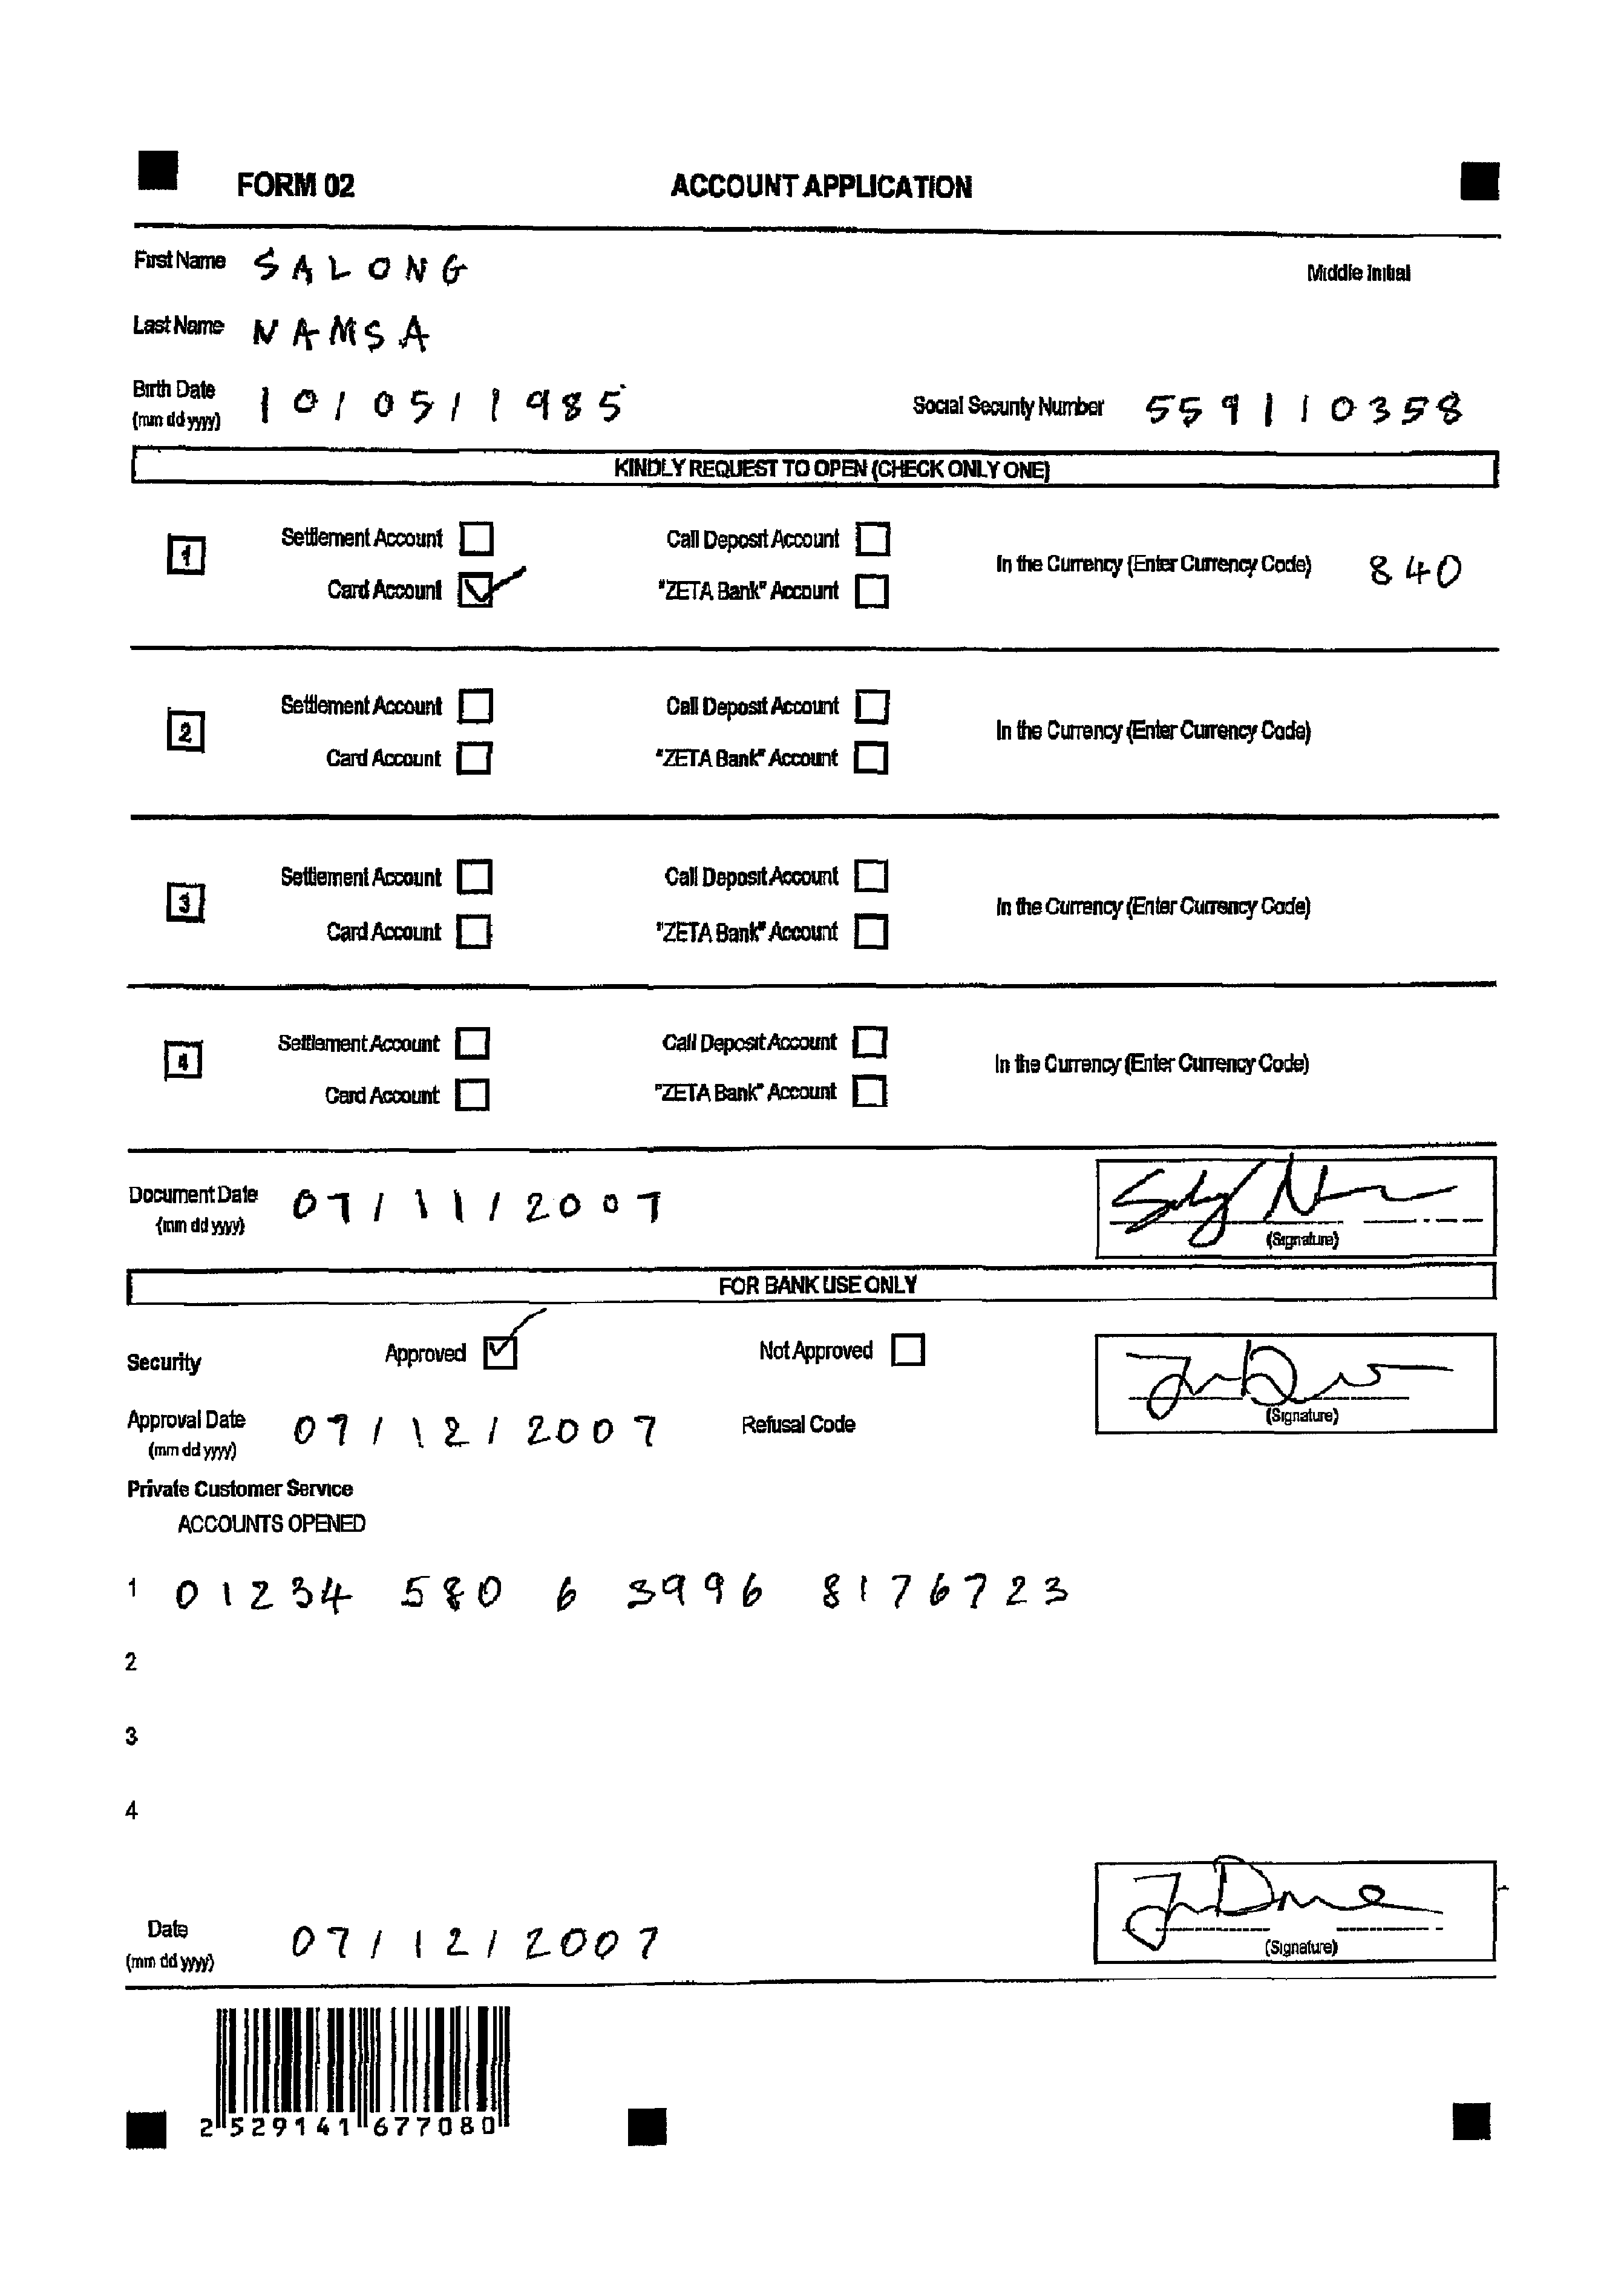 FORM 02 ACCOUNT APPLICATION
First Name SALONG Middle Initial
Last Name NAMSA
Birth Date 10/05/1985 Social Security Number 559110358
(mm dd yyyy)
KINDLY REQUEST TO OPEN (CHECK ONLY ONE)
Settlement Account Call Deposit Account
1 In the Currency (Enter Currency Code) 840
Card Account "ZETA Bank" Account
Settlement Account Call Deposit Account
2 In the Currency (Enter Currency Code)
Card Account "ZETA Bank" Account
Settlement Account Call Deposit Account
3 In the Currency (Enter Currency Code)
Card Account "ZETA Bank" Account
Settlement Account Call Deposit Account
4 In the Currency (Enter Currency Code)
Card Account "ZETA Bank" Account
Document Date 07/11/2007
(mm dd yyyy)
(Signature)
FOR BANK USE ONLY
Security Approved Not Approved
Approval Date 07/12/2007 Refusal Code (Signature)
(mm dd yyyy)
Private Customer Service
ACCOUNTS OPENED
1 01234 580 6 3996 8176723
2
3
4
Date 07/12/2007
(mm dd yyyy) (Signature)
2 529141 677080